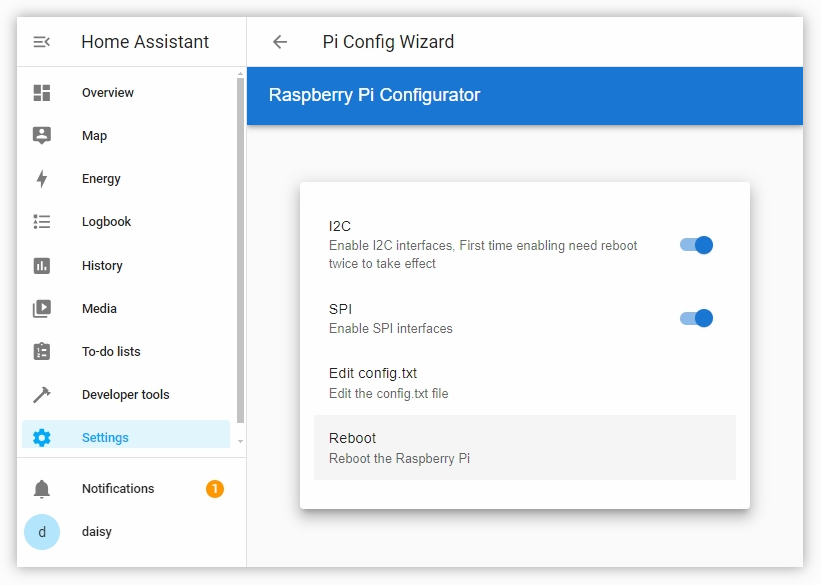 Home Assistant
Pi Config Wizard
Overview
Map
Energy
Logbook
History
Media
To-do lists
Developer tools
Settings
Notifications
1
d
daisy
Raspberry Pi Configurator
I2C
Enable I2C interfaces, First time enabling need reboot
twice to take effect
SPI
Enable SPI interfaces
Edit config.txt
Edit the config.txt file
Reboot
Reboot the Raspberry Pi